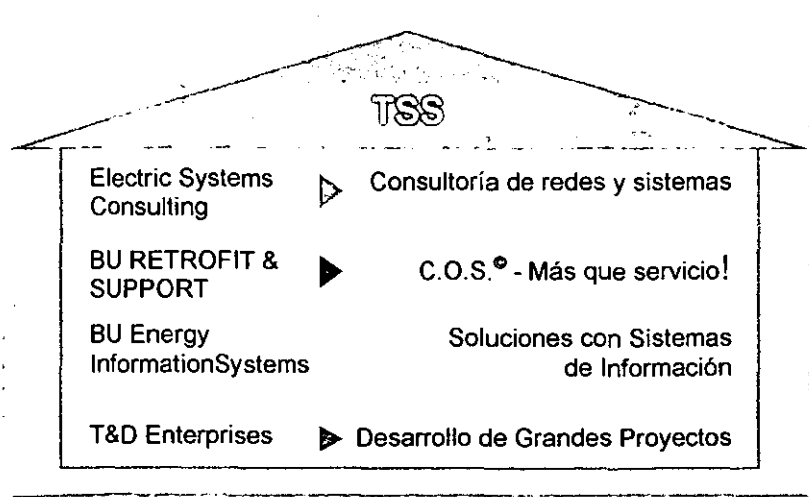 TSS
Electric Systems
Consulting
Consultoría de redes y sistemas
BU RETROFIT &
SUPPORT
C.O.S.© - Más que servicio!
BU Energy
InformationSystems
Soluciones con Sistemas
de Información
T&D Enterprises
Desarrollo de Grandes Proyectos